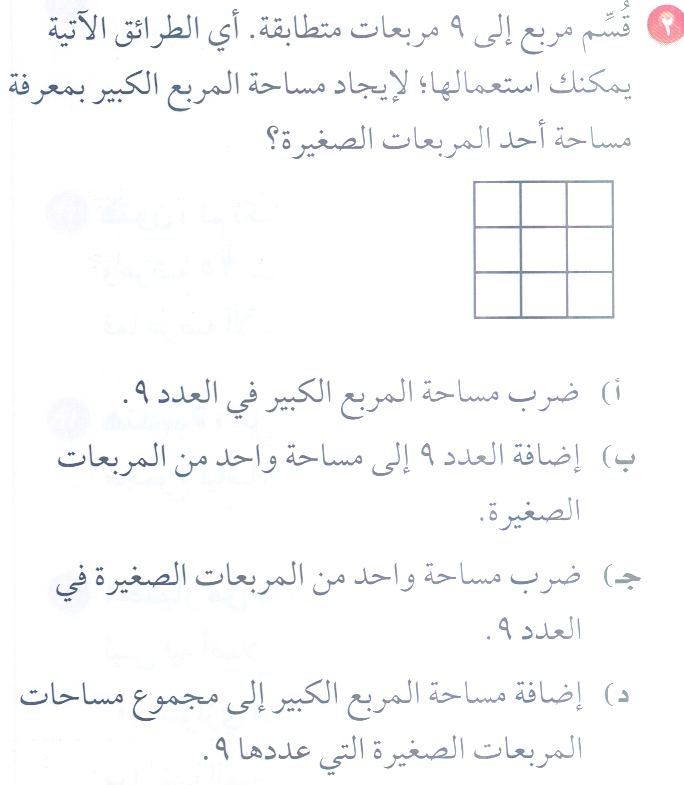 ٢ قُسِّم مربع إلى ٩ مربعات متطابقة. أي الطرائق الآتية
يمكنك استعمالها؛ لإيجاد مساحة المربع الكبير بمعرفة
مساحة أحد المربعات الصغيرة؟
أ) ضرب مساحة المربع الكبير في العدد ٩.
ب) إضافة العدد ٩ إلى مساحة واحد من المربعات
الصغيرة.
جـ) ضرب مساحة واحد من المربعات الصغيرة في
العدد ٩.
د) إضافة مساحة المربع الكبير إلى مجموع مساحات
المربعات الصغيرة التي عددها ٩.